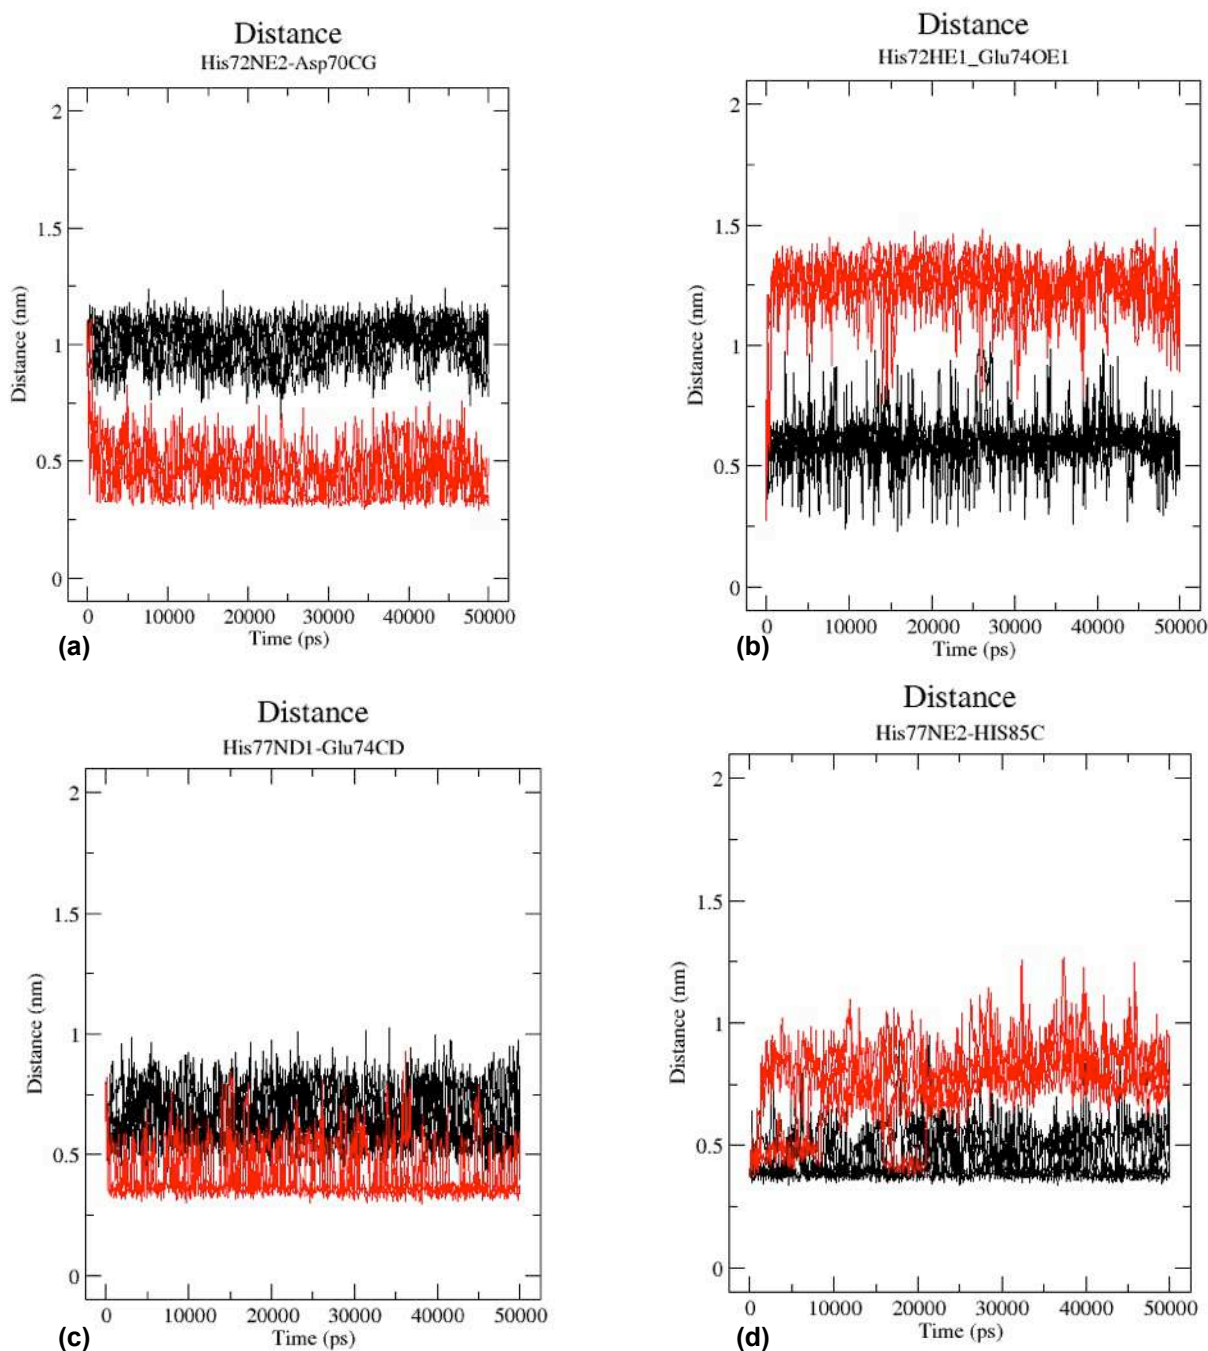 Distance
His72NE2-Asp70CG
2
1.5
1
0.5
0
Distance (nm)
0 10000 20000 30000 40000 50000
Time (ps)
(a)
Distance
His72HE1_Glu74OE1
2
1.5
1
0.5
0
Distance (nm)
0 10000 20000 30000 40000 50000
Time (ps)
(b)
Distance
His77ND1-Glu74CD
2
1.5
1
0.5
0
Distance (nm)
0 10000 20000 30000 40000 50000
Time (ps)
(c)
Distance
His77NE2-HIS85C
2
1.5
1
0.5
0
Distance (nm)
0 10000 20000 30000 40000 50000
Time (ps)
(d)